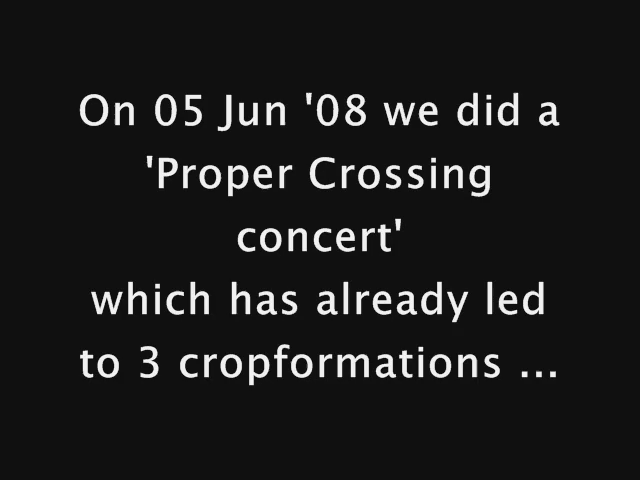 On 05 Jun '08 we did a
'Proper Crossing
concert'
which has already led
to 3 cropformations ...